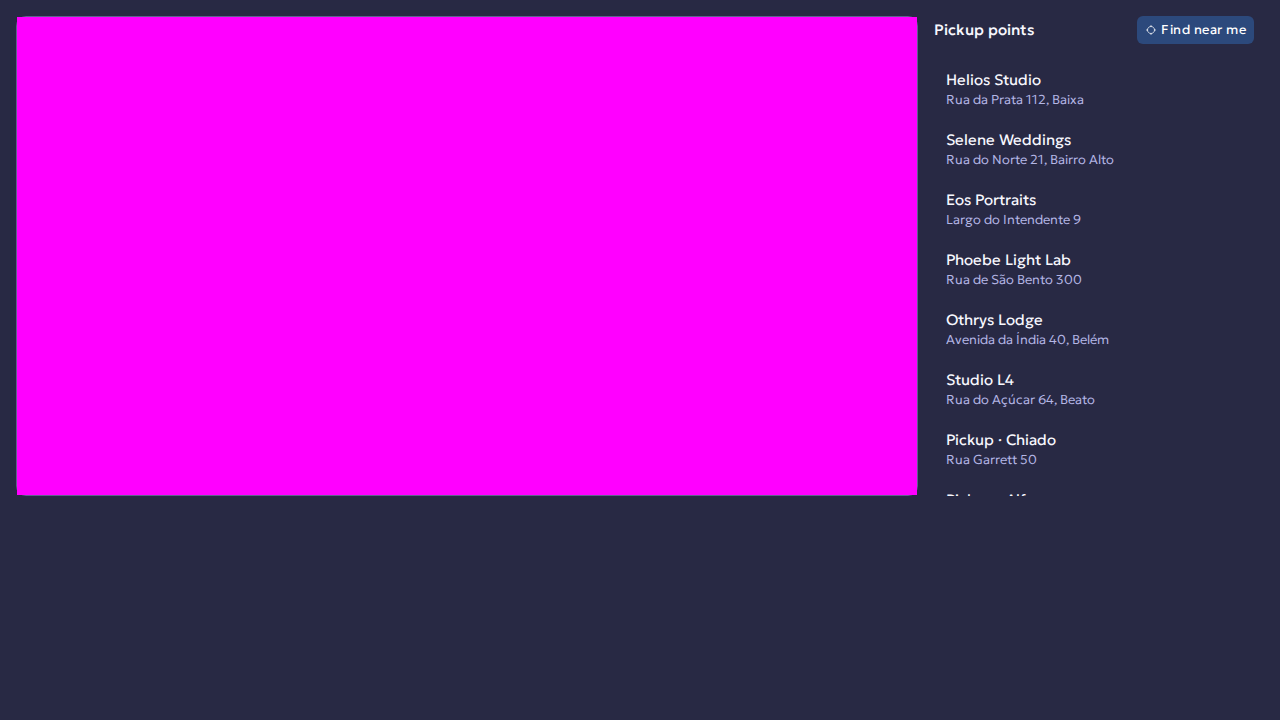 Pickup points
Find near me
Helios Studio
Rua da Prata 112, Baixa
Selene Weddings
Rua do Norte 21, Bairro Alto
Eos Portraits
Largo do Intendente 9
Phoebe Light Lab
Rua de São Bento 300
Othrys Lodge
Avenida da Índia 40, Belém
Studio L4
Rua do Açúcar 64, Beato
Pickup · Chiado
Rua Garrett 50